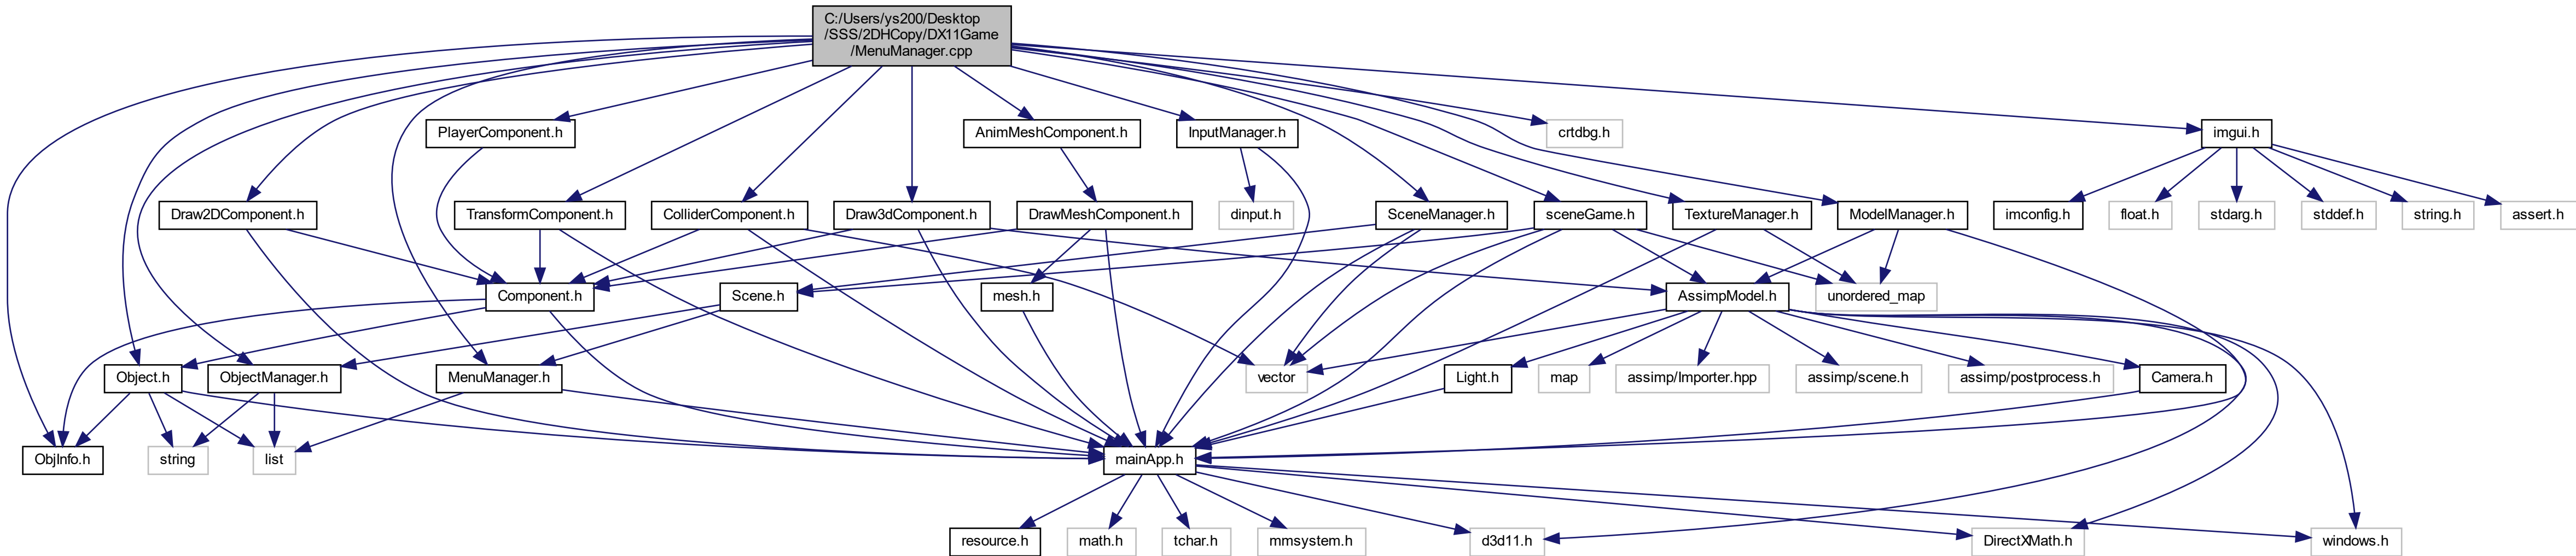 C:/Users/ys200/Desktop
/SSS/2DHCopy/DX11Game
/MenuManager.cpp
PlayerComponent.h
AnimMeshComponent.h
InputManager.h
crtdbg.h
imgui.h
Draw2DComponent.h
TransformComponent.h
ColliderComponent.h
Draw3dComponent.h
DrawMeshComponent.h
dinput.h
SceneManager.h
sceneGame.h
TextureManager.h
ModelManager.h
imconfig.h
float.h
stdarg.h
stddef.h
string.h
assert.h
Component.h
Scene.h
mesh.h
AssimpModel.h
unordered_map
Object.h
ObjectManager.h
MenuManager.h
vector
Light.h
map
assimp/Importer.hpp
assimp/scene.h
assimp/postprocess.h
Camera.h
ObjInfo.h
string
list
mainApp.h
resource.h
math.h
tchar.h
mmsystem.h
d3d11.h
DirectXMath.h
windows.h